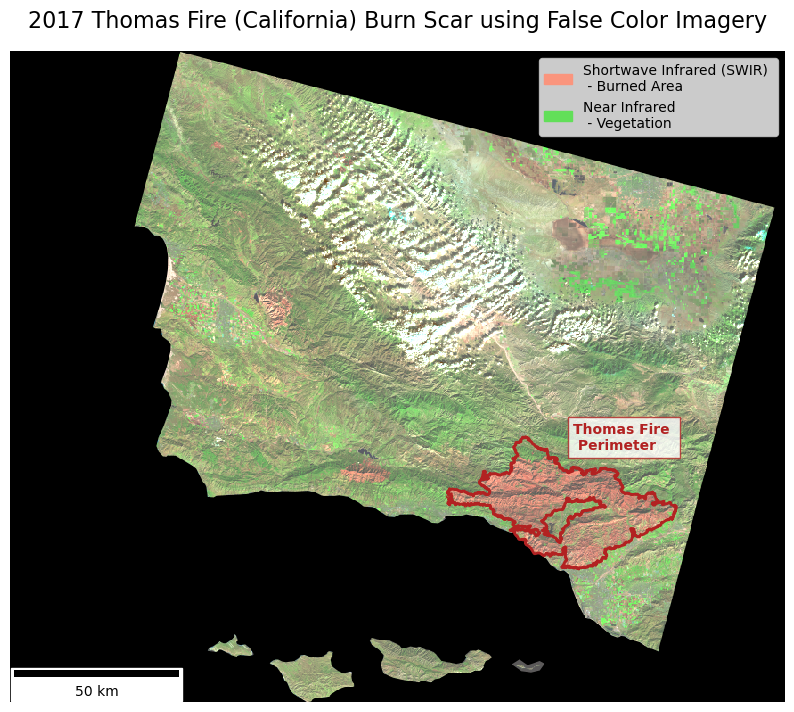 2017 Thomas Fire (California) Burn Scar using False Color Imagery
Shortwave Infrared (SWIR)
- Burned Area
Near Infrared
- Vegetation
Thomas Fire
Perimeter
50 km